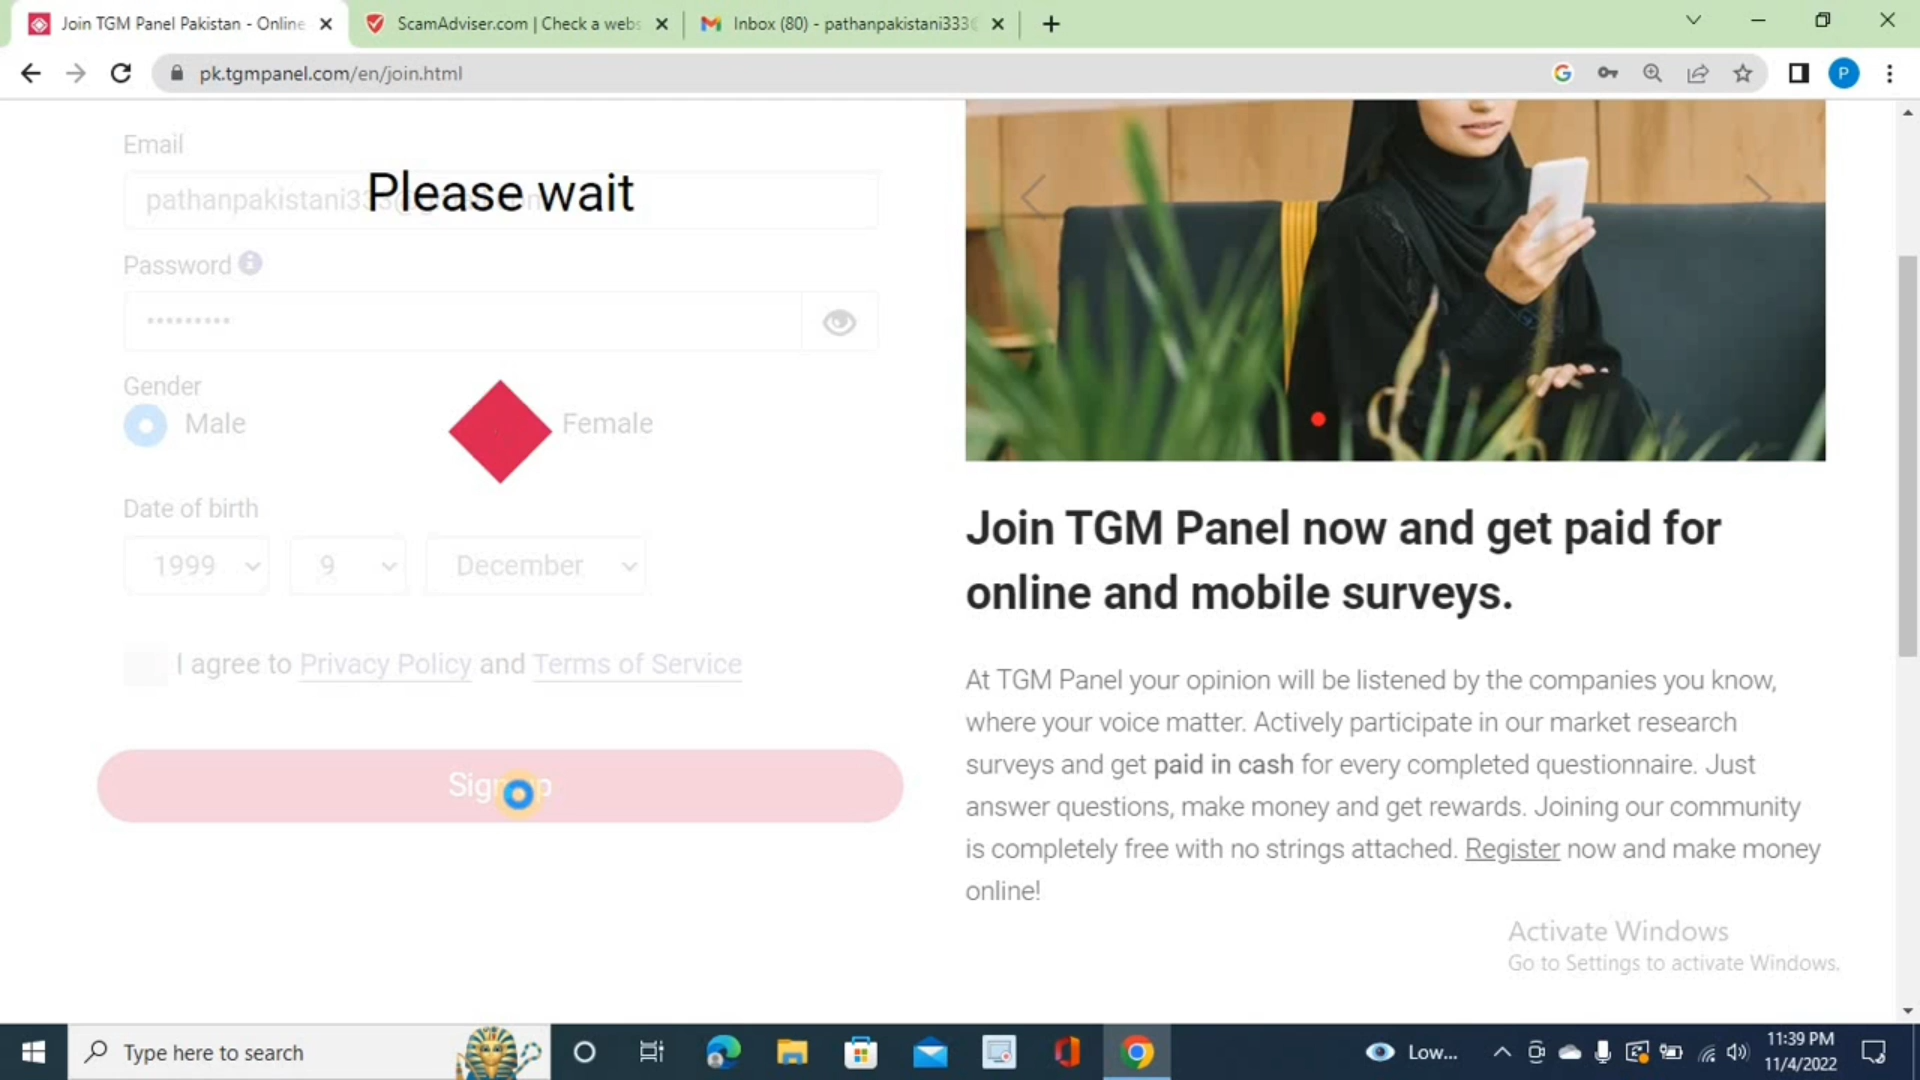 Join TGM Panel Pakistan - Online
ScamAdviser.com | Check a webs
Inbox (80) - pathanpakistani333
pk.tgmpanel.com/en/join.html
P
Email
pathanpakistani333
Please wait
Password
Gender
Male
Female
Date of birth
1999
9
December
I agree to Privacy Policy and Terms of Service
Sign up
Join TGM Panel now and get paid for
online and mobile surveys.
At TGM Panel your opinion will be listened by the companies you know,
where your voice matter. Actively participate in our market research
surveys and get paid in cash for every completed questionnaire. Just
answer questions, make money and get rewards. Joining our community
is completely free with no strings attached. Register now and make money
online!
Activate Windows
Go to Settings to activate Windows.
Type here to search
Low...
11:39 PM
11/4/2022